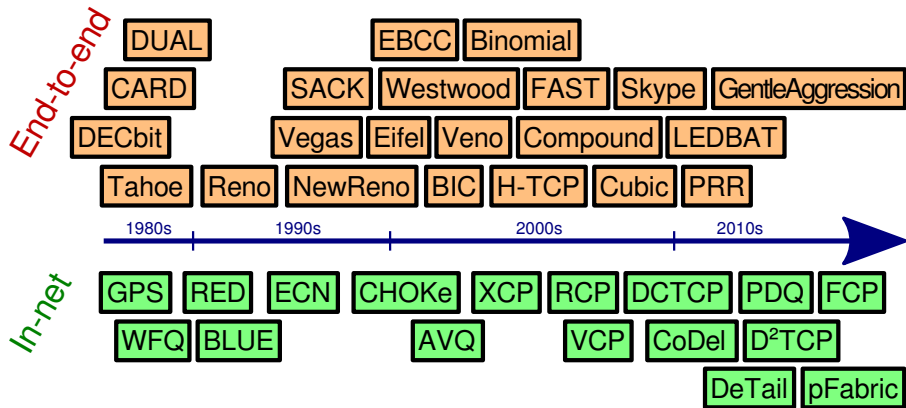 End-to-end
DUAL EBCC Binomial
CARD SACK Westwood FAST Skype GentleAggression
DECbit Vegas Eifel Veno Compound LEDBAT
Tahoe Reno NewReno BIC H-TCP Cubic PRR
1980s 1990s 2000s 2010s
In-net
GPS RED ECN CHOKe XCP RCP DCTCP PDQ FCP
WFQ BLUE AVQ VCP CoDel D²TCP
DeTail pFabric